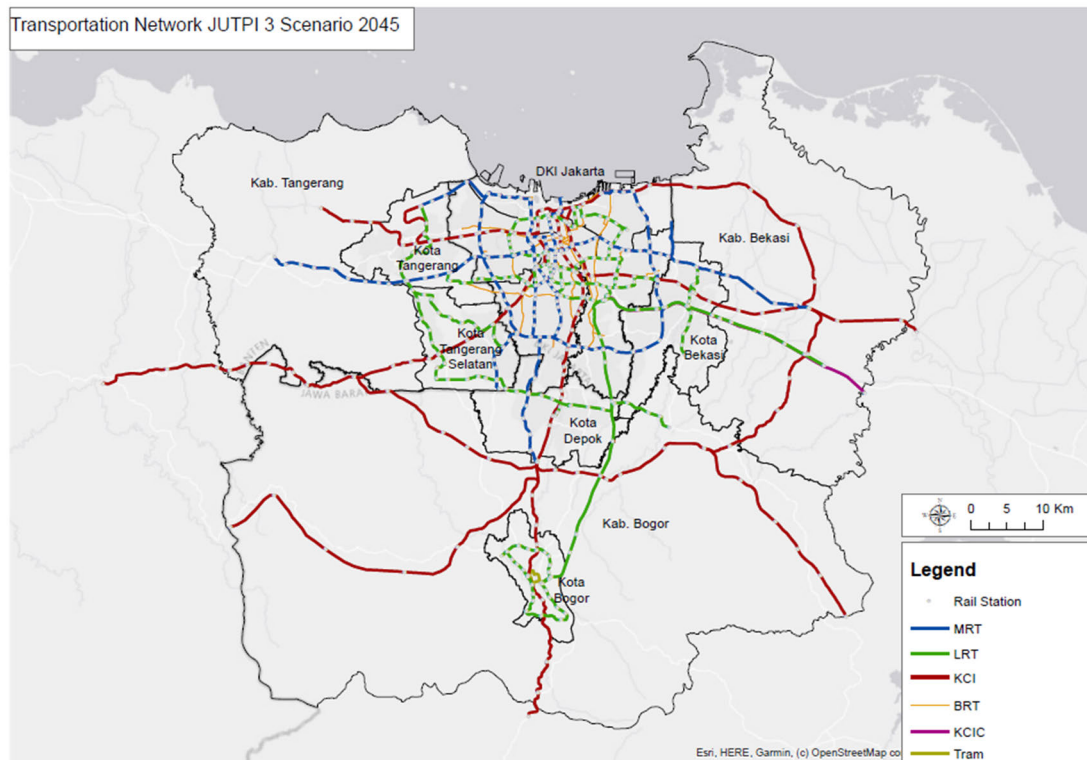 Transportation Network JUTPI 3 Scenario 2045
DKI Jakarta
Kab. Tangerang
Kab. Bekasi
Kota
Tangerang
Kota
Tangerang
Selatan
Kota
Bekasi
JAWA BARAT
Kota
Depok
Kab. Bogor
Kota
Bogor
0 5 10 Km
Legend
Rail Station
MRT
LRT
KCI
BRT
KCIC
Tram
Esri, HERE, Garmin, (c) OpenStreetMap